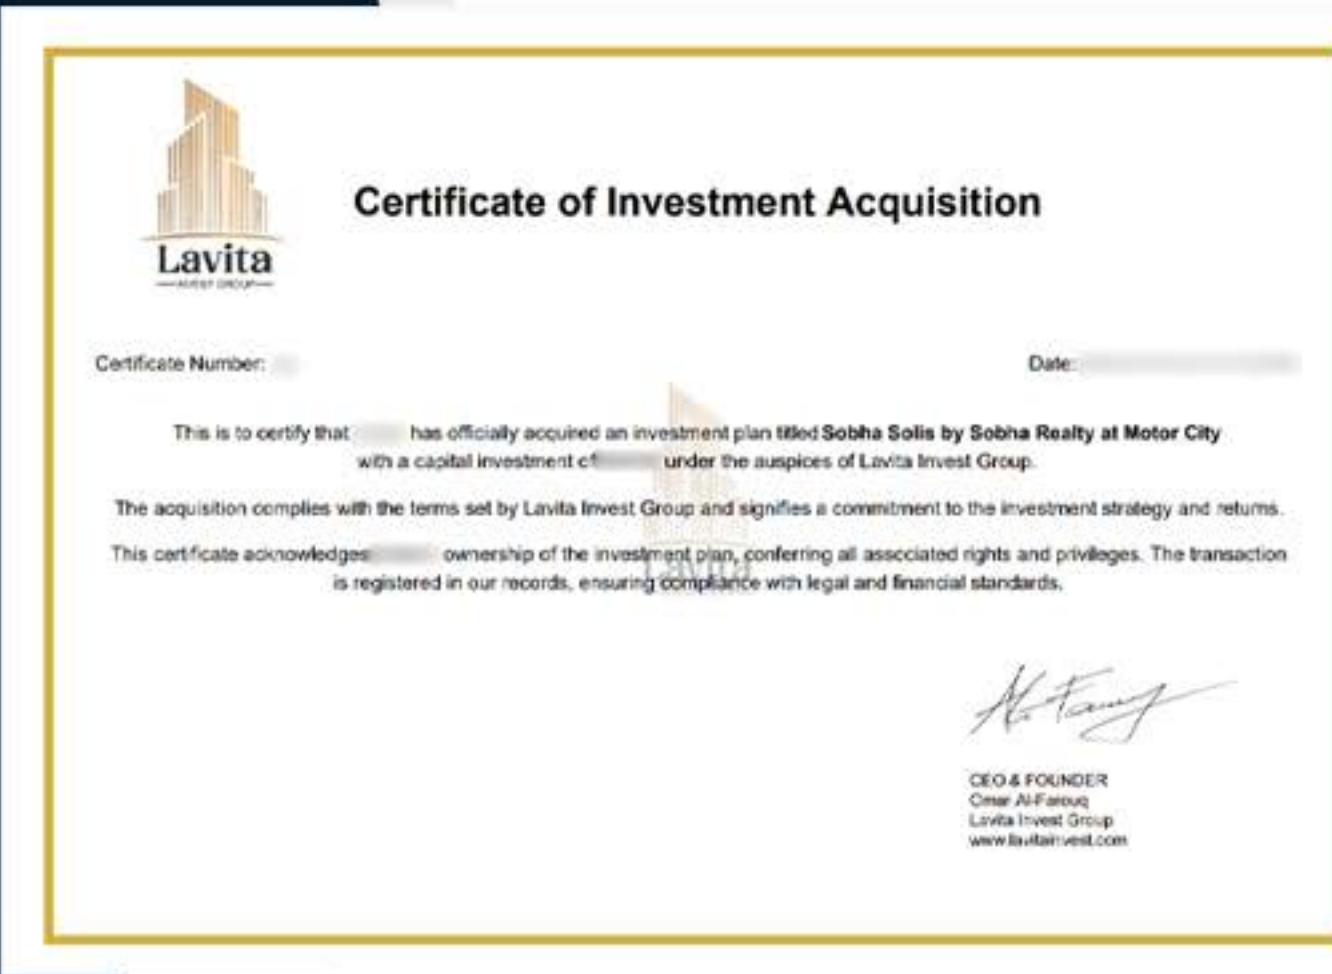 Lavita
INVEST GROUP
Certificate of Investment Acquisition
Certificate Number:
Date:
This is to certify that has officially acquired an investment plan titled Sobha Solis by Sobha Realty at Motor City
with a capital investment of under the auspices of Lavita Invest Group.
The acquisition complies with the terms set by Lavita Invest Group and signifies a commitment to the investment strategy and returns.
This certificate acknowledges ownership of the investment plan, conferring all associated rights and privileges. The transaction
is registered in our records, ensuring compliance with legal and financial standards.
Lavita
CEO & FOUNDER
Omar Al-Farouq
Lavita Invest Group
www.lavitainvest.com